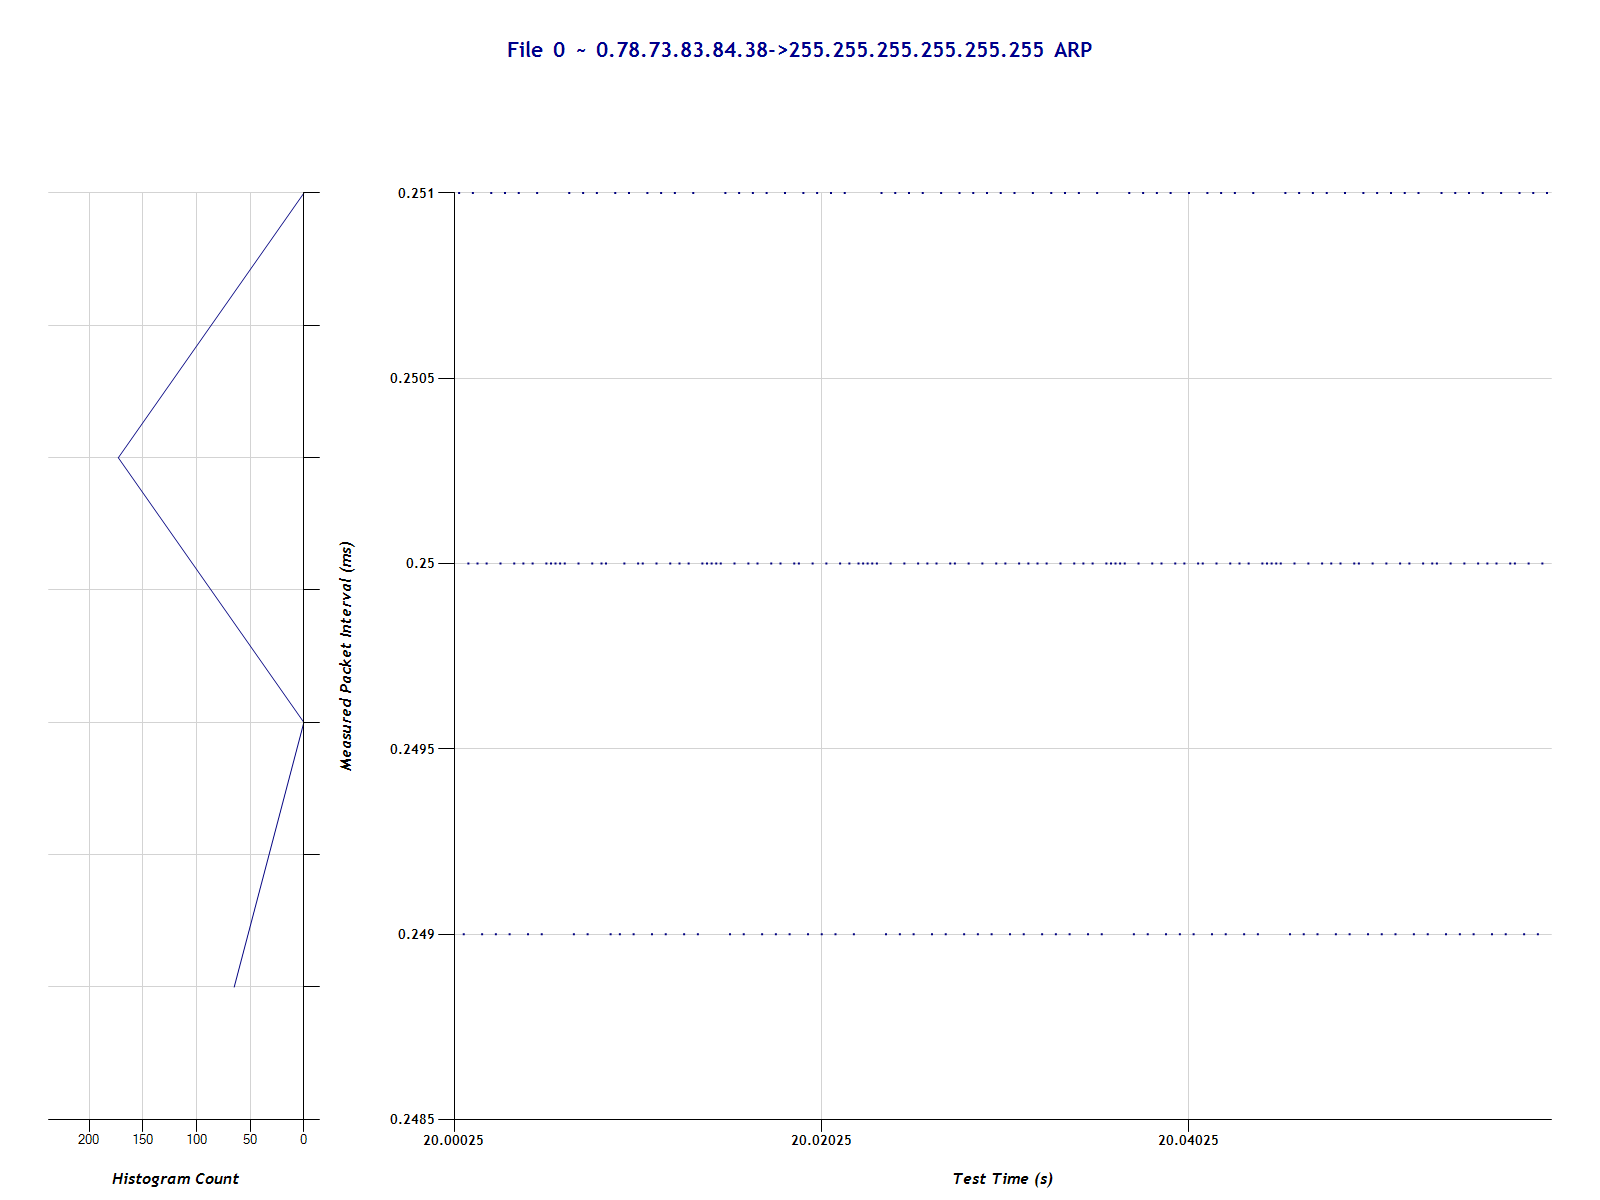 File 0 ~ 0.78.73.83.84.38->255.255.255.255.255.255 ARP
0.251
0.2505
0.25
0.2495
0.249
0.2485
Measured Packet Interval (ms)
200 150 100 50 0
20.00025 20.02025 20.04025
Histogram Count
Test Time (s)